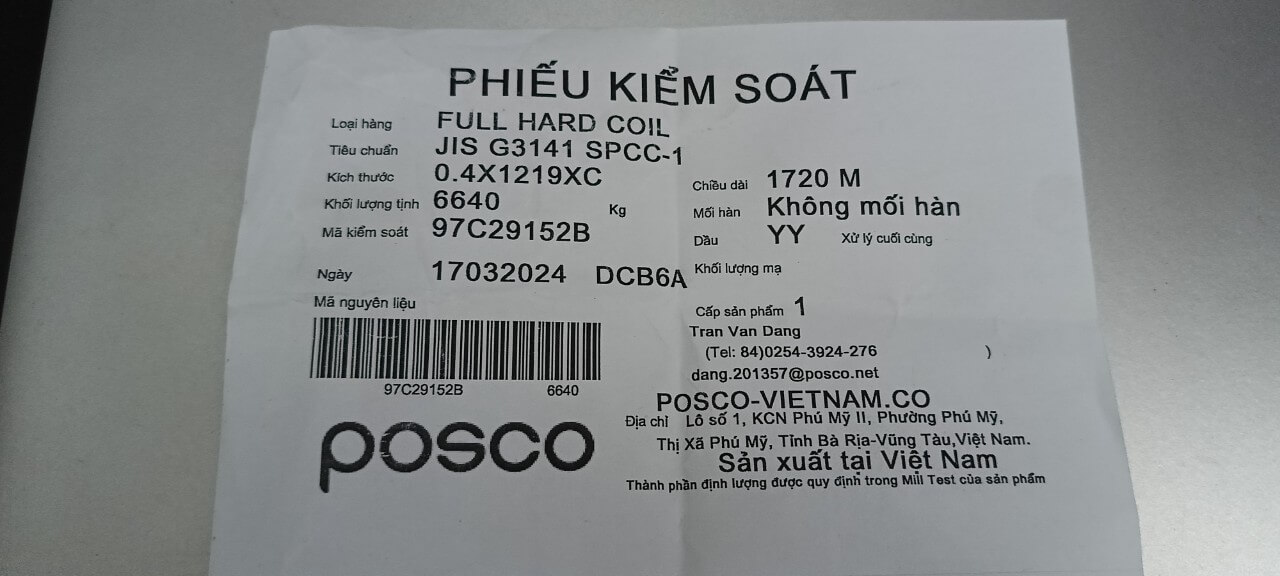 PHIẾU KIỂM SOÁT
Loại hàng FULL HARD COIL
Tiêu chuẩn JIS G3141 SPCC-1
Kích thước 0.4X1219XC
Chiều dài 1720 M
Khối lượng tịnh 6640 Kg
Mối hàn Không mối hàn
Mã kiểm soát 97C29152B
Dầu YY Xử lý cuối cùng
Ngày 17032024 DCB6A
Khối lượng mạ
Mã nguyên liệu
Cấp sản phẩm 1
Tran Van Dang
(Tel: 84)0254-3924-276 )
dang.201357@posco.net
97C29152B 6640
posco
POSCO-VIETNAM.CO
Địa chỉ Lô số 1, KCN Phú Mỹ II, Phường Phú Mỹ,
Thị Xã Phú Mỹ, Tỉnh Bà Rịa-Vũng Tàu,Việt Nam.
Sản xuất tại Việt Nam
Thành phần định lượng được quy định trong Mill Test của sản phẩm